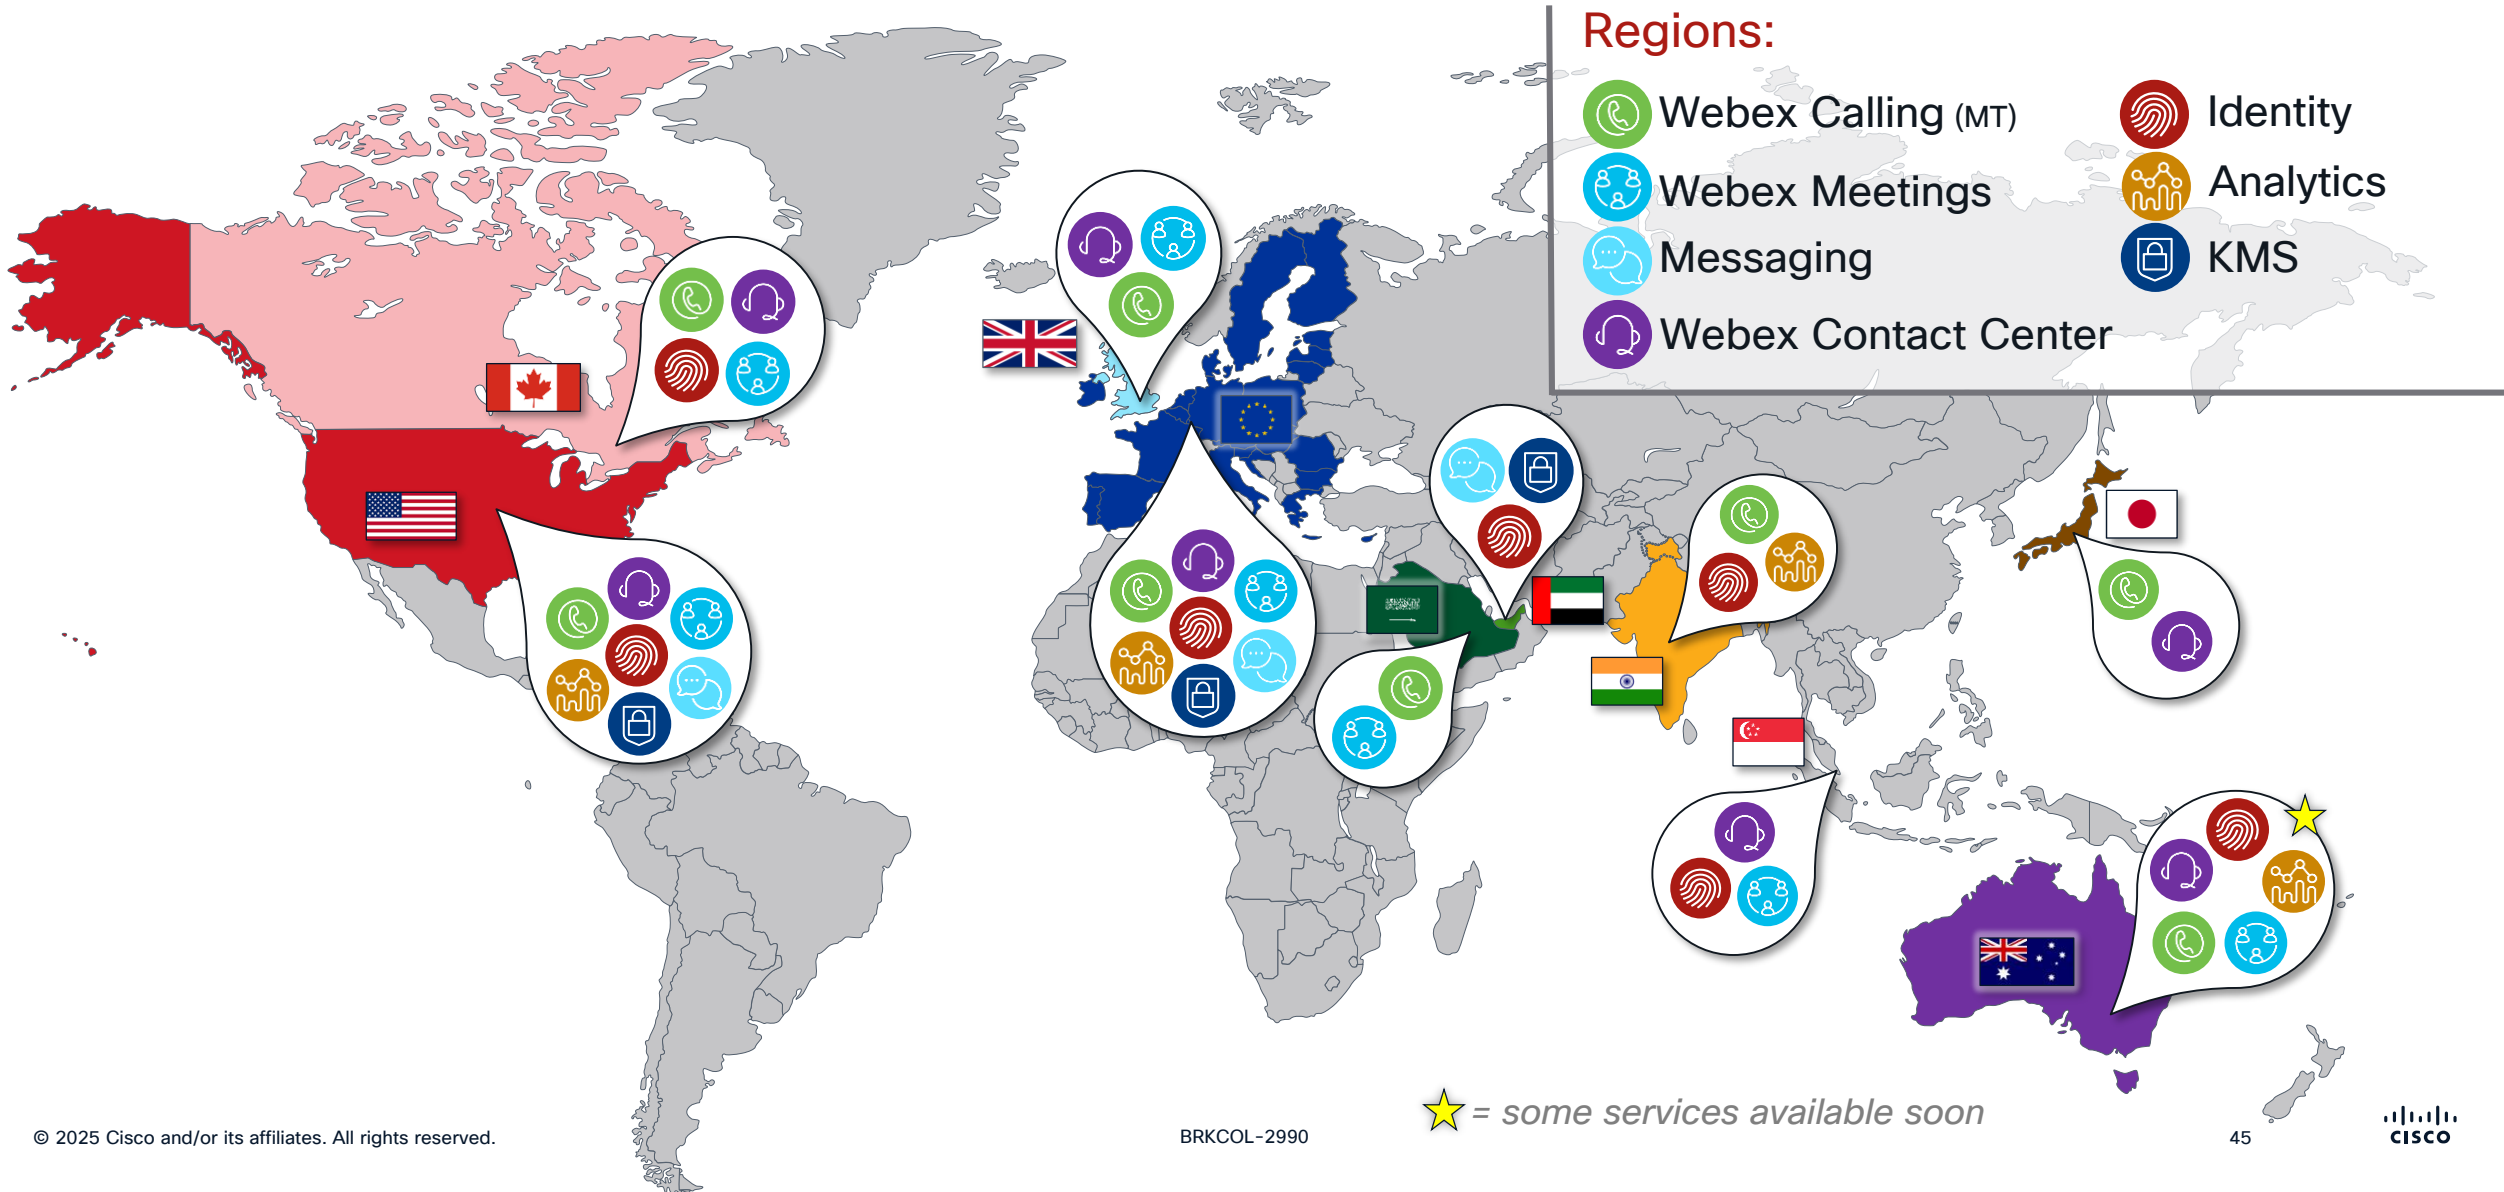 Regions:
Webex Calling (MT)
Identity
Webex Meetings
Analytics
Messaging
KMS
Webex Contact Center
= some services available soon
© 2025 Cisco and/or its affiliates. All rights reserved.
BRKCOL-2990
45
CISCO